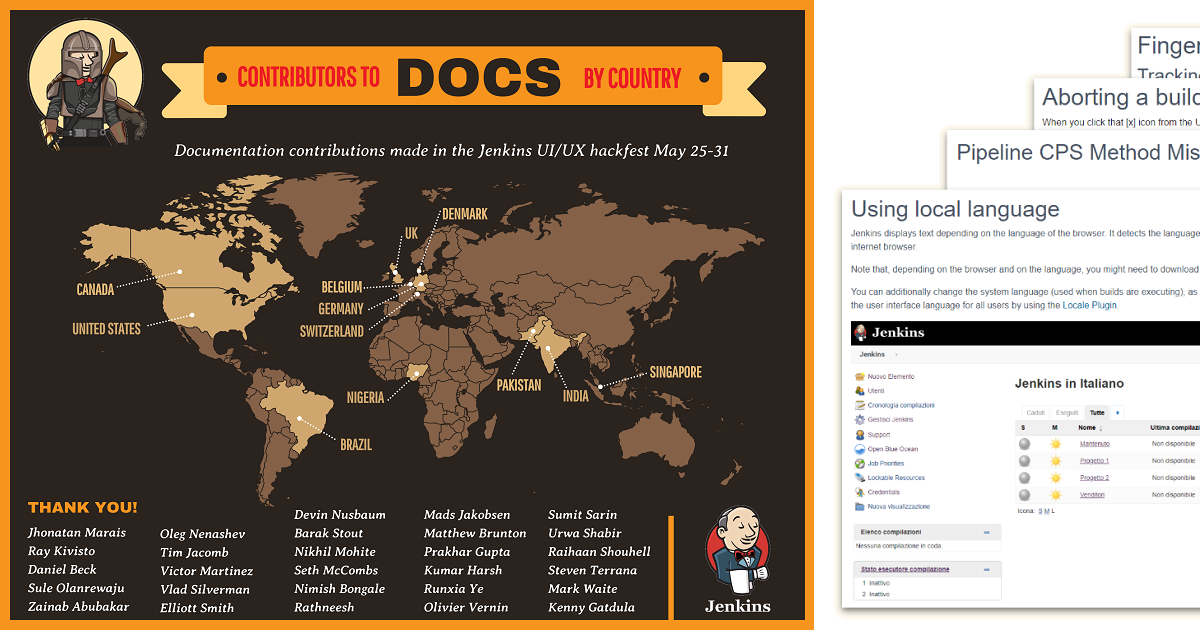 CONTRIBUTORS TO DOCS BY COUNTRY
Documentation contributions made in the Jenkins UI/UX hackfest May 25-31
DENMARK
UK
CANADA
BELGIUM
GERMANY
UNITED STATES
SWITZERLAND
SINGAPORE
PAKISTAN
INDIA
NIGERIA
BRAZIL
THANK YOU!
Jhonatan Marais
Ray Kivisto
Daniel Beck
Sule Olanrewaju
Zainab Abubakar
Oleg Nenashev
Tim Jacomb
Victor Martinez
Vlad Silverman
Elliott Smith
Devin Nusbaum
Barak Stout
Nikhil Mohite
Seth McCombs
Nimish Bongale
Rathneesh
Mads Jakobsen
Matthew Brunton
Prakhar Gupta
Kumar Harsh
Runxia Ye
Olivier Vernin
Sumit Sarin
Urwa Shabir
Raihaan Shouhell
Steven Terrana
Mark Waite
Kenny Gatdula
Jenkins
Finger
Tracking
Aborting a build
When you click that [x] icon from the U
Pipeline CPS Method Mis
Using local language
Jenkins displays text depending on the language of the browser. It detects the language
internet browser.
Note that, depending on the browser and on the language, you might need to download
You can additionally change the system language (used when builds are executing), as
the user interface language for all users by using the Locale Plugin.
Jenkins
Jenkins
Nuovo Elemento
Utenti
Cronologia compilazioni
Gestisci Jenkins
Support
Open Blue Ocean
Job Priorities
Lockable Resources
Credentials
Nuova visualizzazione
Elenco compilazioni
Nessuna compilazione in coda
Stato esecutore compilazione
1 Inattivo
2 Inattivo
Jenkins in Italiano
Caduti Eseguiti Tutte +
S M Nome ↓ Ultima compilaz
Mantenuto Non disponibile
Progetto 1 Non disponibile
Progetto 2 Non disponibile
Venditori Non disponibile
Icona: S M L